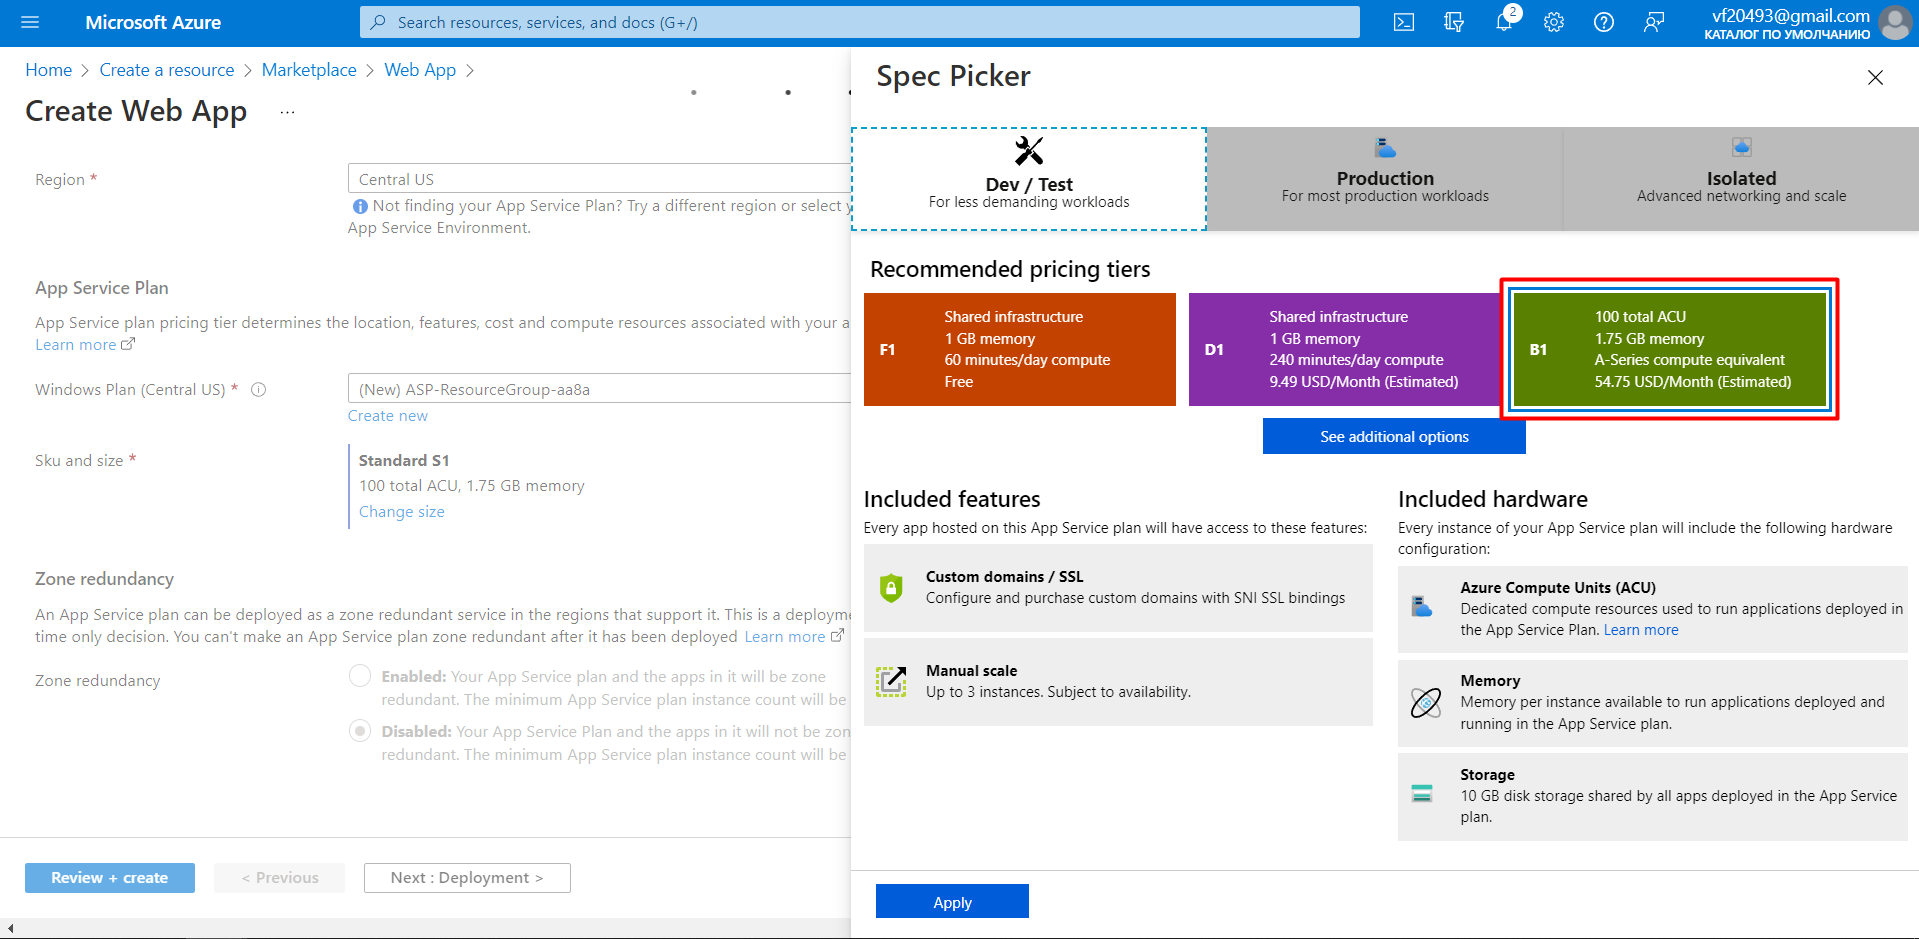 Microsoft Azure
Search resources, services, and docs (G+/)
2
vf20493@gmail.com
КАТАЛОГ ПО УМОЛЧАНИЮ
Home > Create a resource > Marketplace > Web App >
Create Web App ...
Region *
Central US
Not finding your App Service Plan? Try a different region or select
App Service Environment.
App Service Plan
App Service plan pricing tier determines the location, features, cost and compute resources associated with your a
Learn more
Windows Plan (Central US) *
(New) ASP-ResourceGroup-aa8a
Create new
Sku and size *
Standard S1
100 total ACU, 1.75 GB memory
Change size
Zone redundancy
An App Service plan can be deployed as a zone redundant service in the regions that support it. This is a deployme
time only decision. You can't make an App Service plan zone redundant after it has been deployed Learn more
Zone redundancy
Enabled: Your App Service plan and the apps in it will be zone
redundant. The minimum App Service plan instance count will be
Disabled: Your App Service Plan and the apps in it will not be zon
redundant. The minimum App Service plan instance count will be
Review + create
< Previous
Next : Deployment >
Spec Picker
Dev / Test
For less demanding workloads
Production
For most production workloads
Isolated
Advanced networking and scale
Recommended pricing tiers
F1
Shared infrastructure
1 GB memory
60 minutes/day compute
Free
D1
Shared infrastructure
1 GB memory
240 minutes/day compute
9.49 USD/Month (Estimated)
B1
100 total ACU
1.75 GB memory
A-Series compute equivalent
54.75 USD/Month (Estimated)
See additional options
Included features
Every app hosted on this App Service plan will have access to these features:
Custom domains / SSL
Configure and purchase custom domains with SNI SSL bindings
Manual scale
Up to 3 instances. Subject to availability.
Included hardware
Every instance of your App Service plan will include the following hardware
configuration:
Azure Compute Units (ACU)
Dedicated compute resources used to run applications deployed in
the App Service Plan. Learn more
Memory
Memory per instance available to run applications deployed and
running in the App Service plan.
Storage
10 GB disk storage shared by all apps deployed in the App Service
plan.
Apply